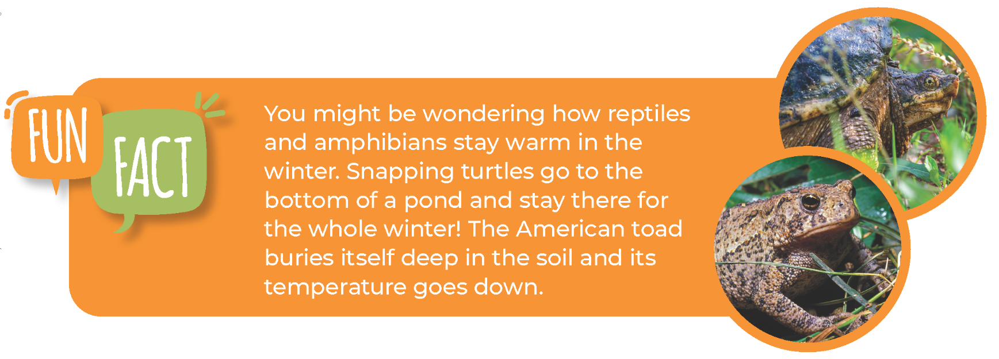 FUN
FACT
You might be wondering how reptiles
and amphibians stay warm in the
winter. Snapping turtles go to the
bottom of a pond and stay there for
the whole winter! The American toad
buries itself deep in the soil and its
temperature goes down.